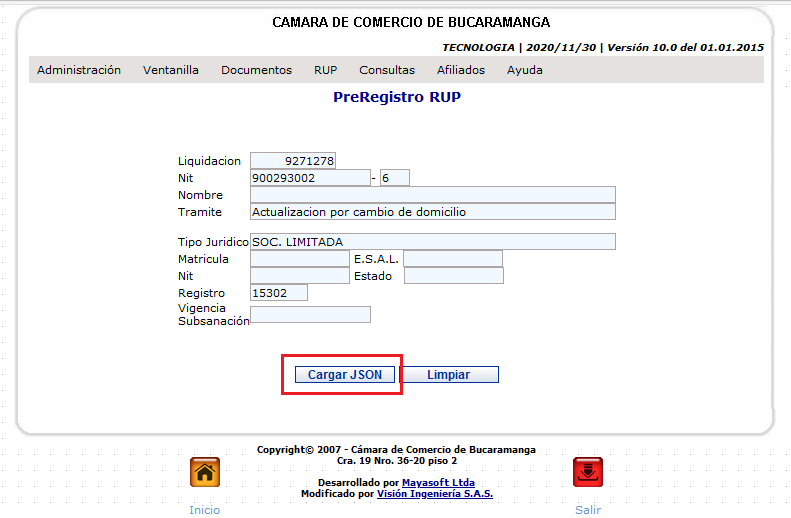 CAMARA DE COMERCIO DE BUCARAMANGA
TECNOLOGIA | 2020/11/30 | Versión 10.0 del 01.01.2015
Administración Ventanilla Documentos RUP Consultas Afiliados Ayuda
PreRegistro RUP
Liquidacion 9271278
Nit 900293002 - 6
Nombre
Tramite Actualizacion por cambio de domicilio
Tipo Juridico SOC. LIMITADA
Matricula E.S.A.L.
Nit Estado
Registro 15302
Vigencia
Subsanación
Cargar JSON Limpiar
Copyright© 2007 - Cámara de Comercio de Bucaramanga
Cra. 19 Nro. 36-20 piso 2
Desarrollado por Mayasoft Ltda
Modificado por Visión Ingeniería S.A.S.
Inicio Salir